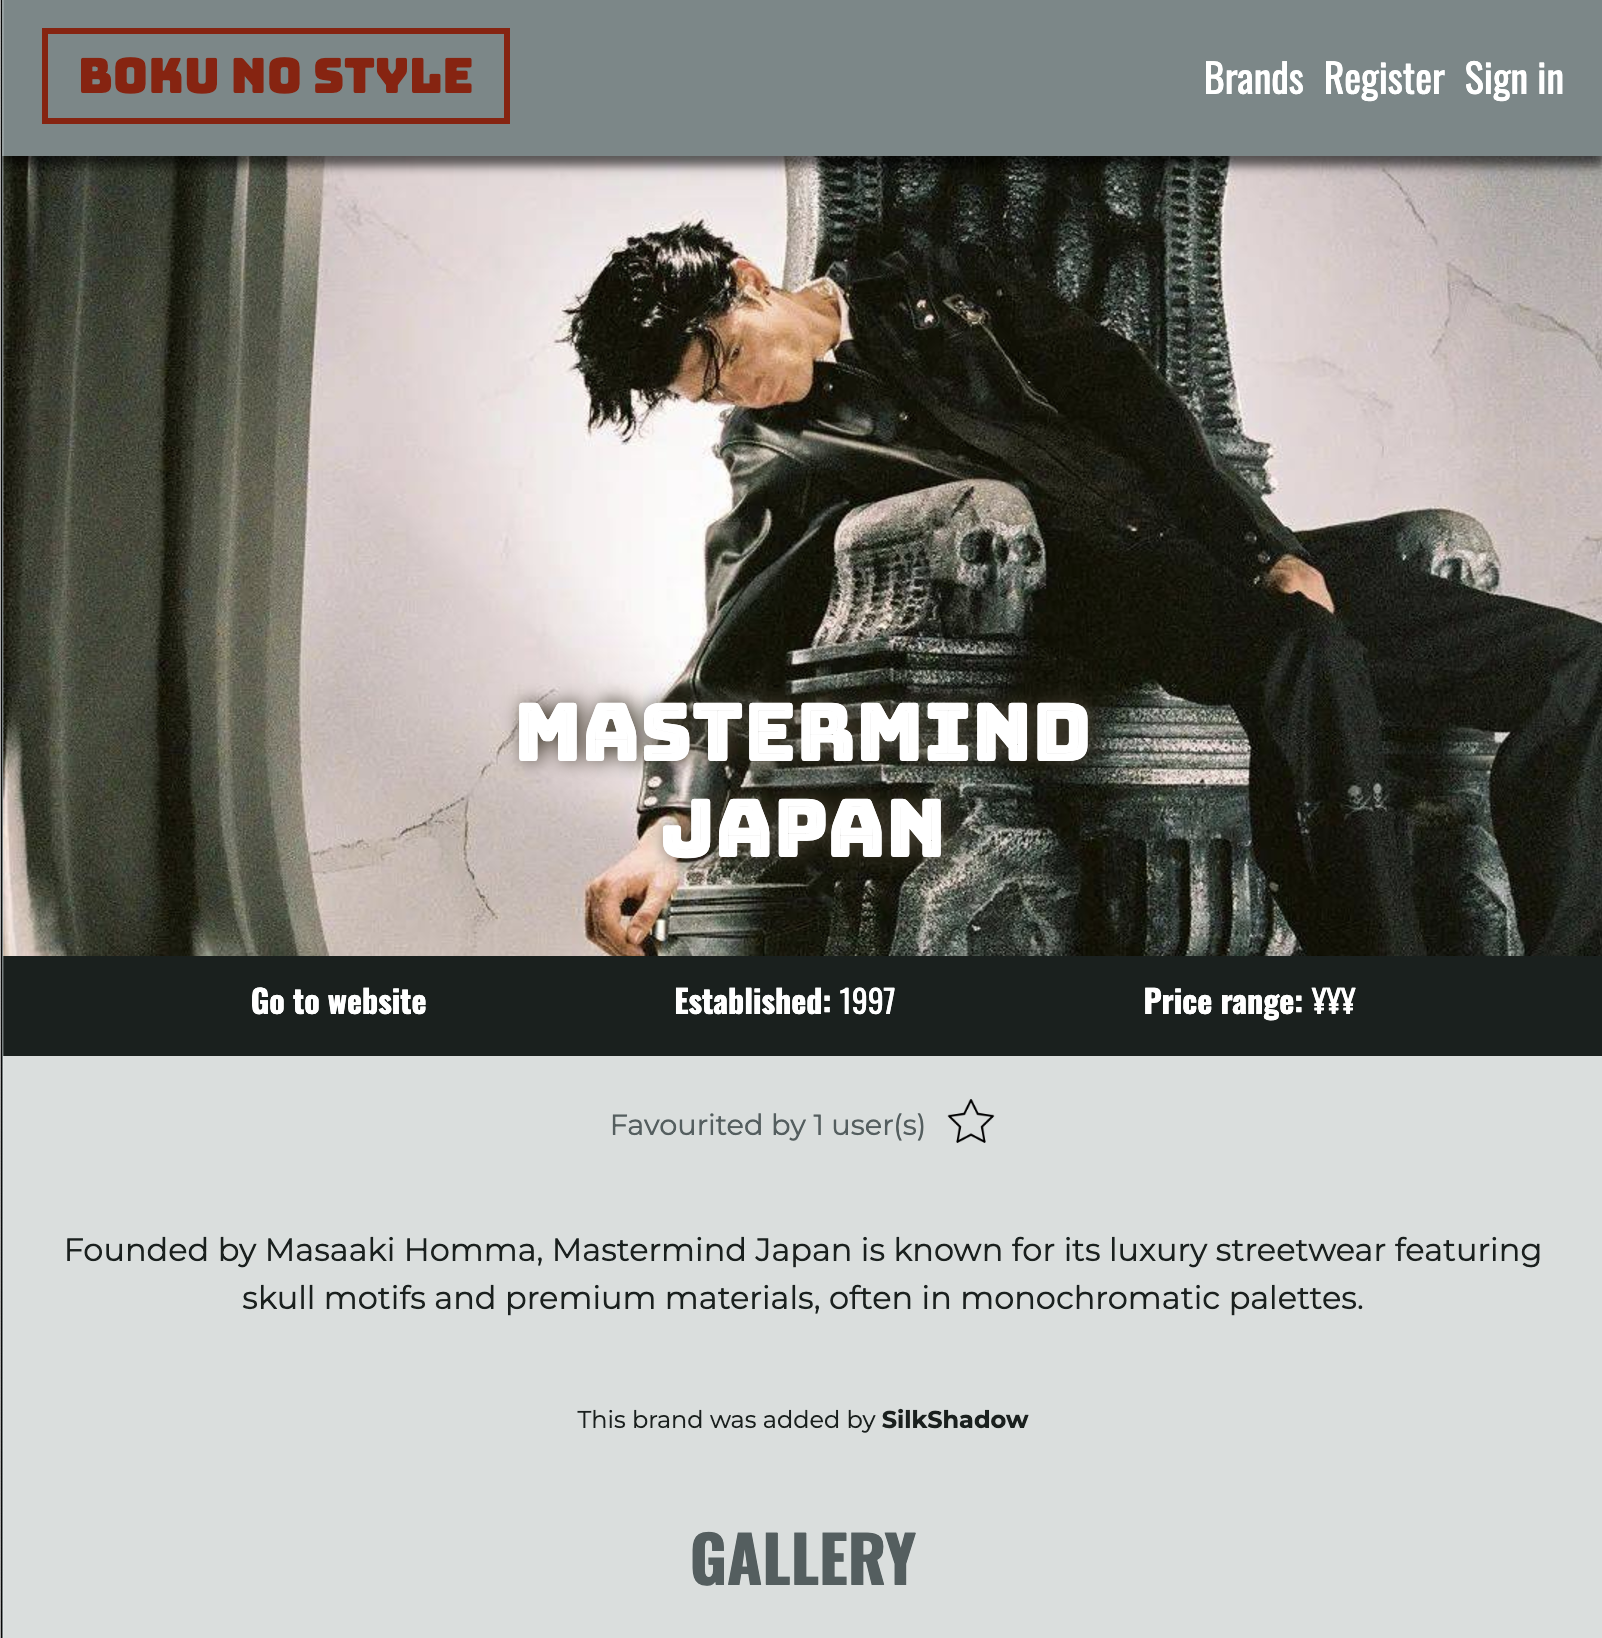 BOKU NO STYLE
Brands Register Sign in
MASTERMIND
JAPAN
Go to website
Established: 1997
Price range: ¥¥¥
Favourited by 1 user(s)
Founded by Masaaki Homma, Mastermind Japan is known for its luxury streetwear featuring
skull motifs and premium materials, often in monochromatic palettes.
This brand was added by SilkShadow
GALLERY